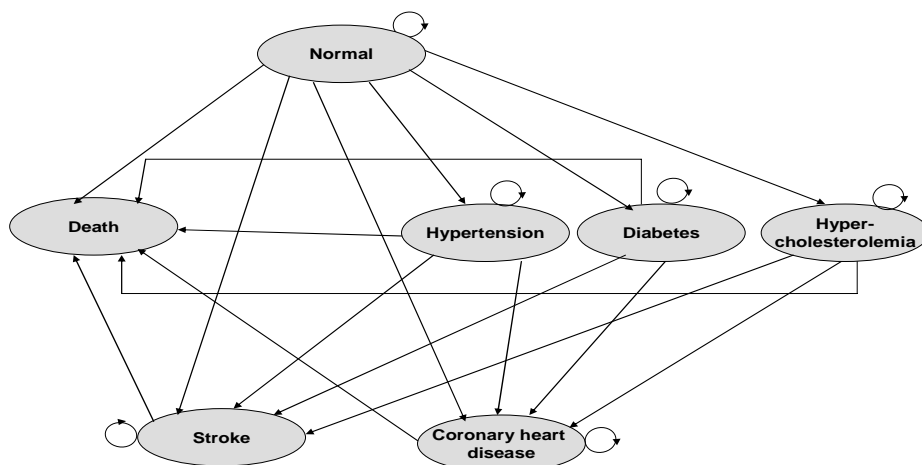 Normal
Death
Hypertension
Diabetes
Hyper-
cholesterolemia
Stroke
Coronary heart
disease